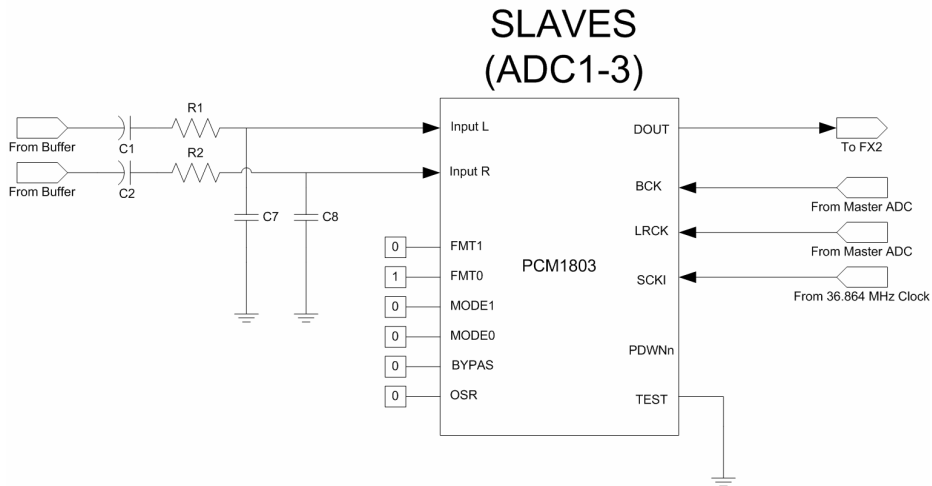 SLAVES
(ADC1-3)
R1
From Buffer
C1
R2
From Buffer
C2
C7
C8
Input L
Input R
0 FMT1
1 FMT0
0 MODE1
0 MODE0
0 BYPAS
0 OSR
PCM1803
DOUT
To FX2
BCK
From Master ADC
LRCK
From Master ADC
SCKI
From 36.864 MHz Clock
PDWNn
TEST